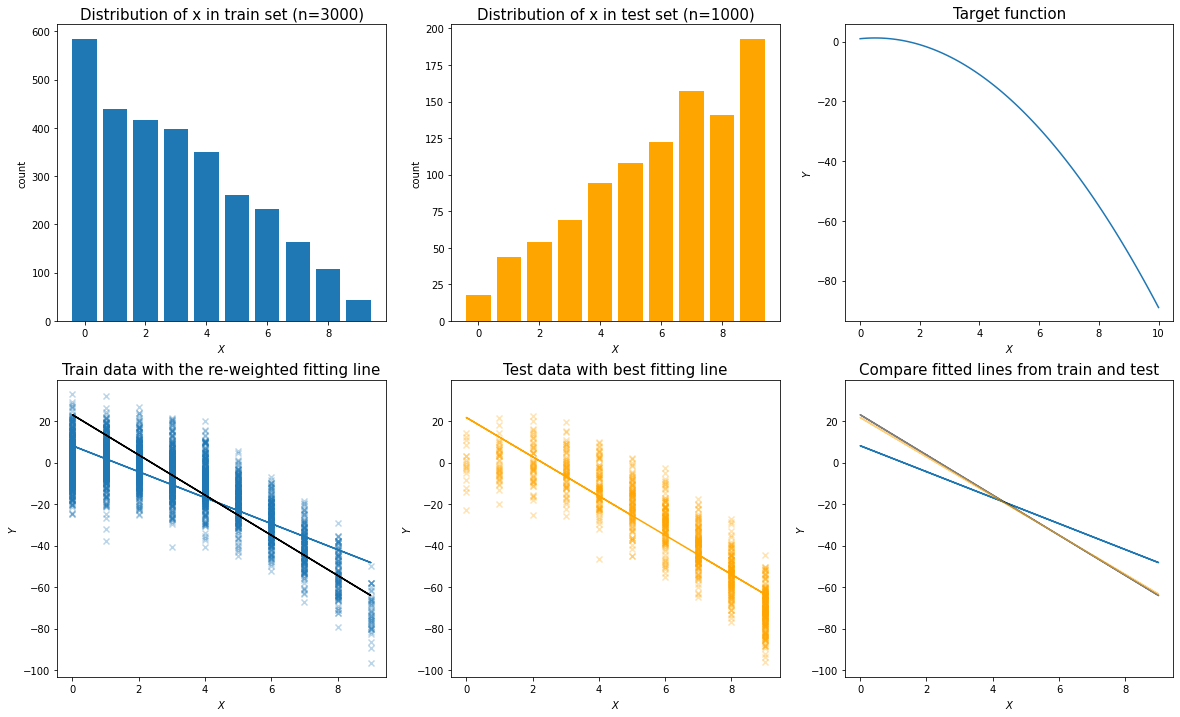 Distribution of x in train set (n=3000)
600
500
400
300
200
100
0
count
0 2 4 6 8
X
Distribution of x in test set (n=1000)
200
175
150
125
100
75
50
25
0
count
0 2 4 6 8
X
Target function
0
−20
−40
−60
−80
Y
0 2 4 6 8 10
X
Train data with the re-weighted fitting line
20
0
−20
−40
−60
−80
−100
Y
0 2 4 6 8
X
Test data with best fitting line
20
0
−20
−40
−60
−80
−100
Y
0 2 4 6 8
X
Compare fitted lines from train and test
20
0
−20
−40
−60
−80
−100
Y
0 2 4 6 8
X